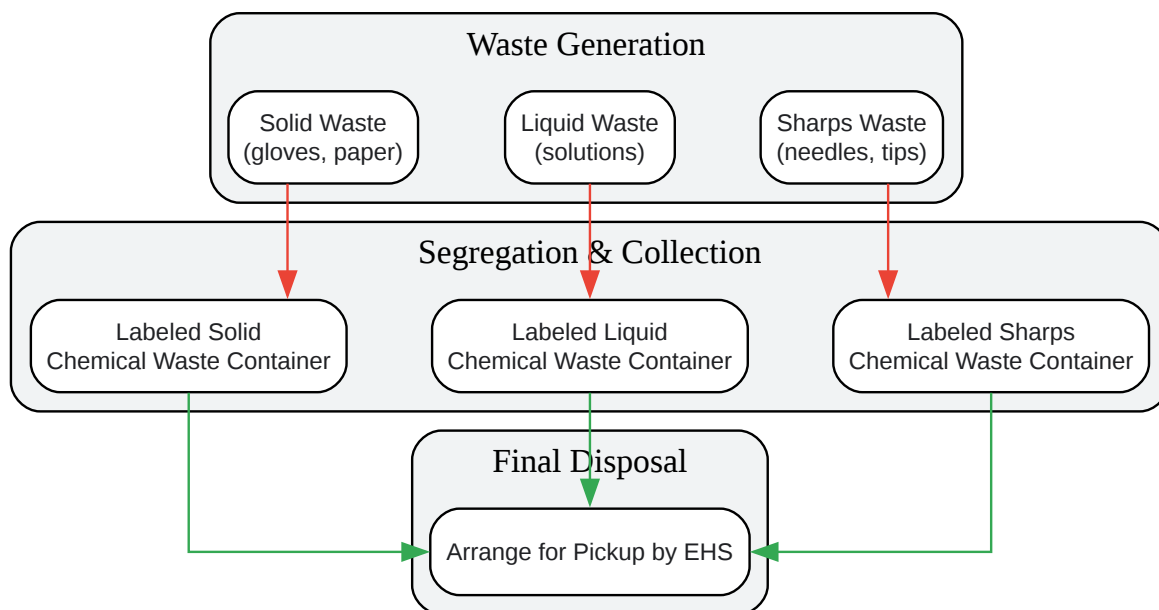 Waste Generation
Solid Waste
(gloves, paper)
Liquid Waste
(solutions)
Sharps Waste
(needles, tips)
Segregation & Collection
Labeled Solid
Chemical Waste Container
Labeled Liquid
Chemical Waste Container
Labeled Sharps
Chemical Waste Container
Final Disposal
Arrange for Pickup by EHS